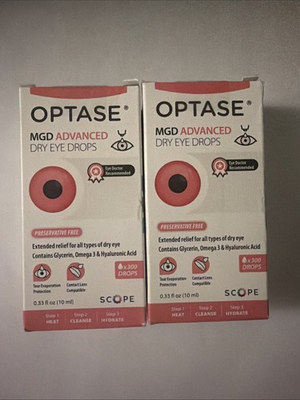 OPTASE®
MGD ADVANCED
DRY EYE DROPS
Eye Doctor
Recommended
PRESERVATIVE FREE
Extended relief for all types of dry eye
Contains Glycerin, Omega 3 & Hyaluronic Acid
x300
DROPS
Tear Evaporation
Protection
Contact Lens
Compatible
0.33 fl oz (10 ml)
SCOPE
Step 1
HEAT
Step 2
CLEANSE
Step 3
HYDRATE
OPTASE®
MGD ADVANCED
DRY EYE DROPS
Eye Doctor
Recommended
PRESERVATIVE FREE
Extended relief for all types of dry eye
Contains Glycerin, Omega 3 & Hyaluronic Acid
x300
DROPS
Tear Evaporation
Protection
Contact Lens
Compatible
0.33 fl oz (10 ml)
SCOPE
Step 1
HEAT
Step 2
CLEANSE
Step 3
HYDRATE